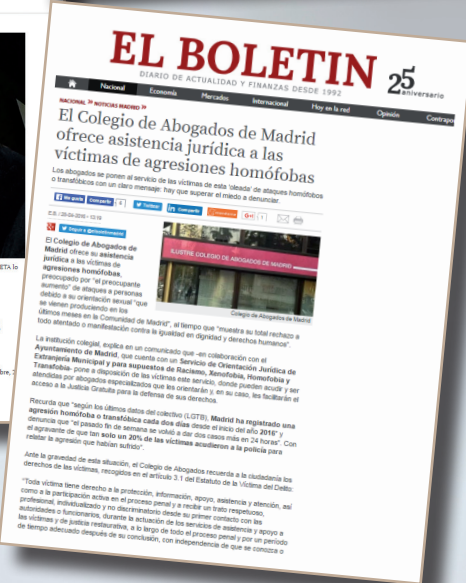 EL BOLETIN
25 aniversario
DIARIO DE ACTUALIDAD Y FINANZAS DESDE 1992
Nacional Economía Mercados Internacional Hoy en la red Opinión Contrapo
NACIONAL » NOTICIAS MADRID »
El Colegio de Abogados de Madrid
ofrece asistencia jurídica a las
víctimas de agresiones homófobas
Los abogados se ponen al servicio de las víctimas de esta 'oleada' de ataques homófobos
o transfóbicos con un claro mensaje: hay que superar el miedo a denunciar.
Me gusta Compartir 6 Twittear Compartir G+1 1
E.B. / 20-04-2016 • 13:19
Seguir a @elboletinespana
El Colegio de Abogados de
Madrid ofrece su asistencia
jurídica a las víctimas de
agresiones homófobas,
preocupado por "el preocupante
aumento" de ataques a personas
debido a su orientación sexual "que
se vienen produciendo en los
últimos meses en la Comunidad de Madrid", al tiempo que "muestra su total rechazo a
todo atentado o manifestación contra la igualdad en dignidad y derechos humanos".
ILUSTRE COLEGIO DE ABOGADOS DE MADRID
Colegio de Abogados de Madrid
La institución colegial, explica en un comunicado que -en colaboración con el
Ayuntamiento de Madrid, que cuenta con un Servicio de Orientación Jurídica de
Extranjería Municipal y para supuestos de Racismo, Xenofobia, Homofobia y
Transfobia- pone a disposición de las víctimas este servicio, donde pueden acudir y ser
atendidas por abogados especializados que les orientarán y, en su caso, les facilitarán el
acceso a la Justicia Gratuita para la defensa de sus derechos.
Recuerda que "según los últimos datos del colectivo (LGTB), Madrid ha registrado una
agresión homófoba o transfóbica cada dos días desde el inicio del año 2016" y
denuncia que "el pasado fin de semana se volvió a dar dos casos más en 24 horas". Con
el agravante de que tan solo un 20% de las víctimas acudieron a la policía para
relatar la agresión que habían sufrido".
Ante la gravedad de esta situación, el Colegio de Abogados recuerda a la ciudadanía los
derechos de las víctimas, recogidos en el artículo 3.1 del Estatuto de la Víctima del Delito:
"Toda víctima tiene derecho a la protección, información, apoyo, asistencia y atención, así
como a la participación activa en el proceso penal y a recibir un trato respetuoso,
profesional, individualizado y no discriminatorio desde su primer contacto con las
autoridades o funcionarios, durante la actuación de los servicios de asistencia y apoyo a
las víctimas y de justicia restaurativa, a lo largo de todo el proceso penal y por un período
de tiempo adecuado después de su conclusión, con independencia de que se conozca o
ETA lo